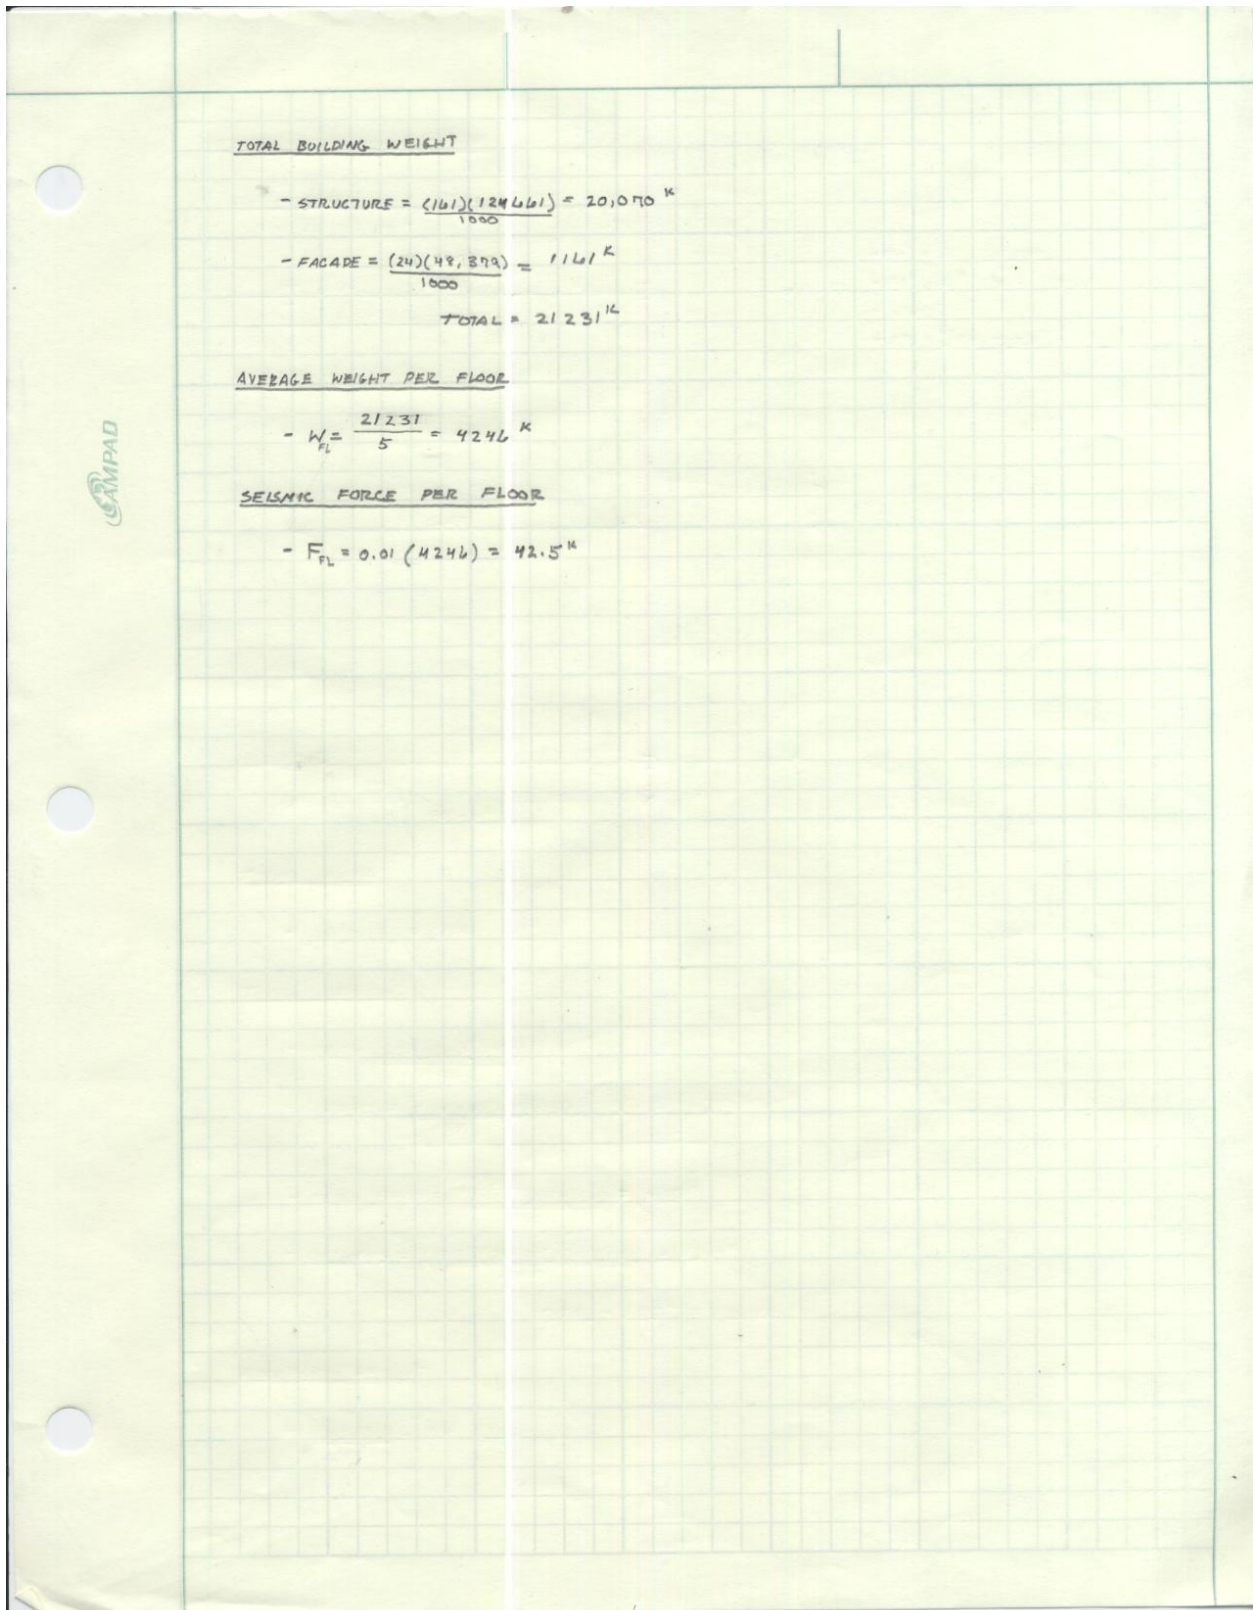 TOTAL BUILDING WEIGHT
- STRUCTURE = (161)(124661) = 20,070 K
1000
- FACADE = (24)(48,379) = 1161 K
1000
TOTAL = 21231 K
AVERAGE WEIGHT PER FLOOR
- W_FL = 21231 / 5 = 4246 K
SEISMIC FORCE PER FLOOR
- F_FL = 0.01 (4246) = 42.5 K
AMPAD